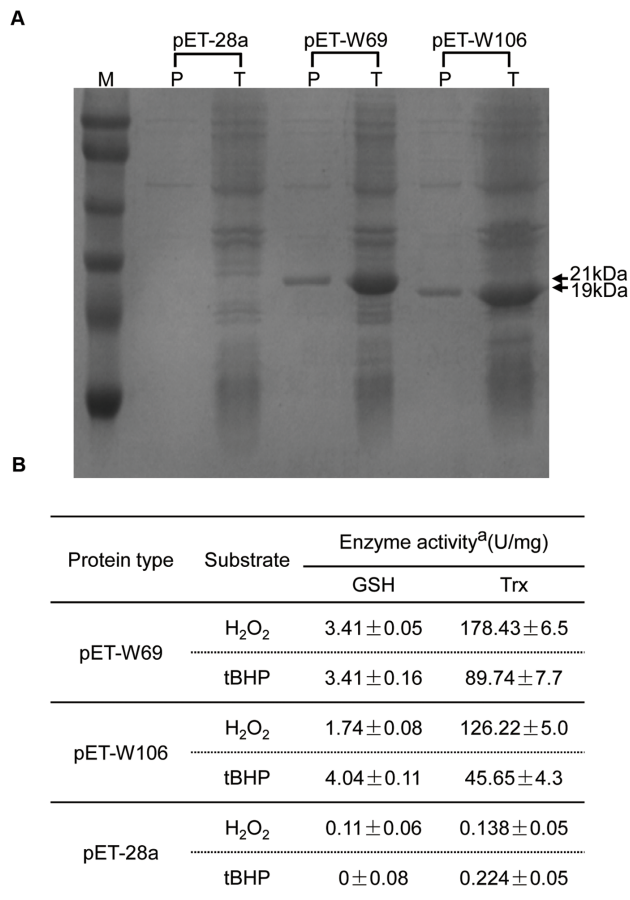 A
pET-28a pET-W69 pET-W106
M P T P T P T
21kDa
19kDa
B
Protein type Substrate Enzyme activityᵃ(U/mg)
GSH Trx
pET-W69 H₂O₂ 3.41±0.05 178.43±6.5
tBHP 3.41±0.16 89.74±7.7
pET-W106 H₂O₂ 1.74±0.08 126.22±5.0
tBHP 4.04±0.11 45.65±4.3
pET-28a H₂O₂ 0.11±0.06 0.138±0.05
tBHP 0±0.08 0.224±0.05